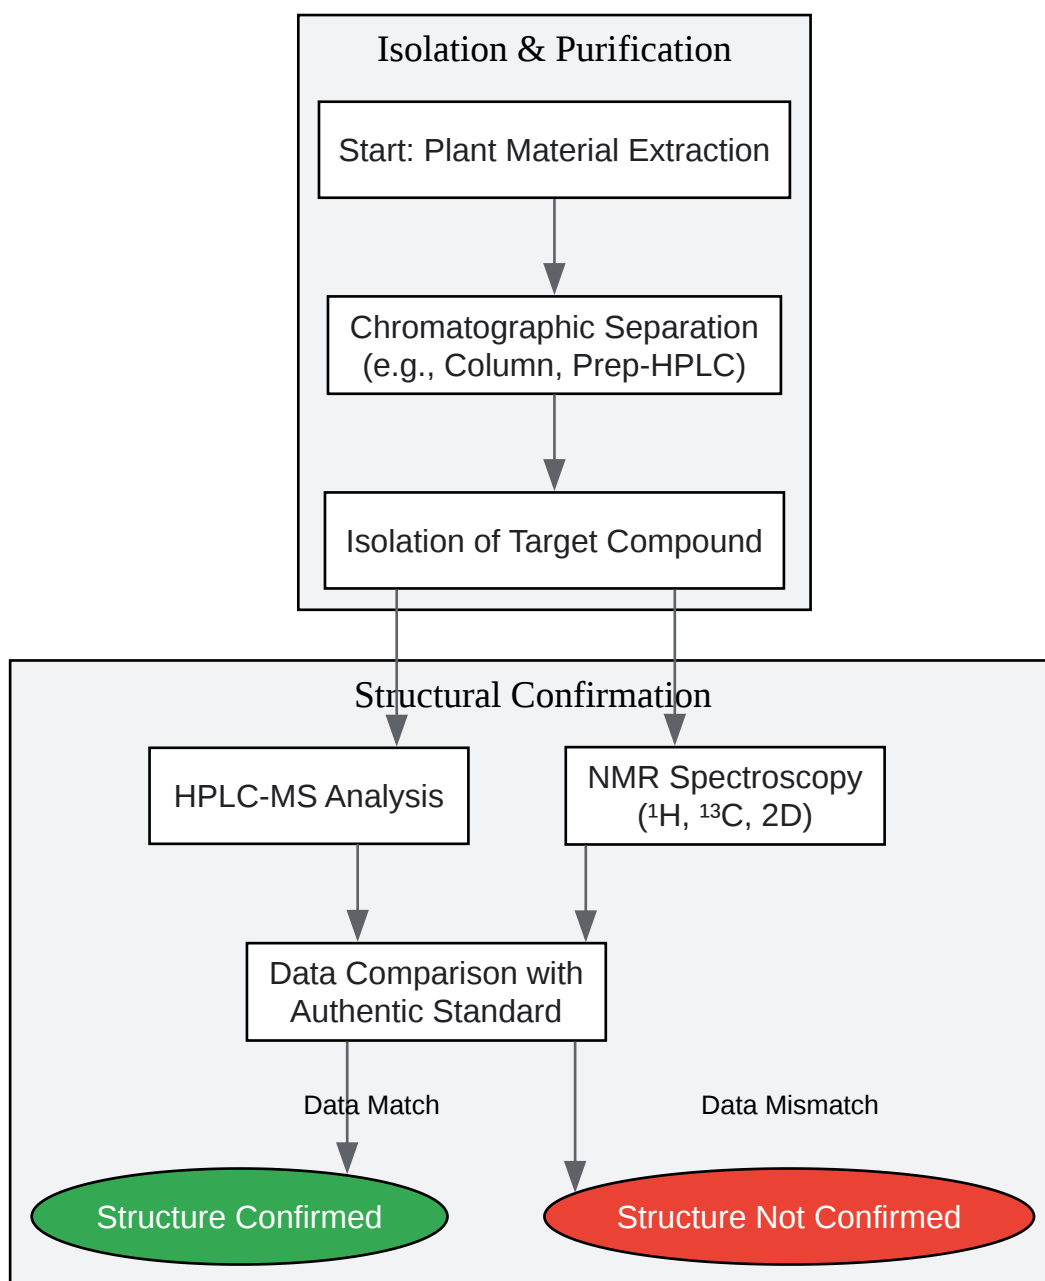 Isolation & Purification
Start: Plant Material Extraction
Chromatographic Separation
(e.g., Column, Prep-HPLC)
Isolation of Target Compound
Structural Confirmation
HPLC-MS Analysis
NMR Spectroscopy
(¹H, ¹³C, 2D)
Data Comparison with
Authentic Standard
Data Match
Data Mismatch
Structure Confirmed
Structure Not Confirmed